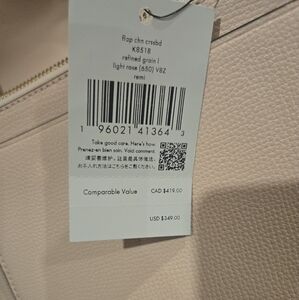 flap chn crssbd
K8518
refined grain l
light rose (650) V8Z
remi
1 96021 41364 3
Take good care. Here's how.
Prenez-en bien soin. Voici comment.
Comparable Value
CAD $419.00
USD $349.00